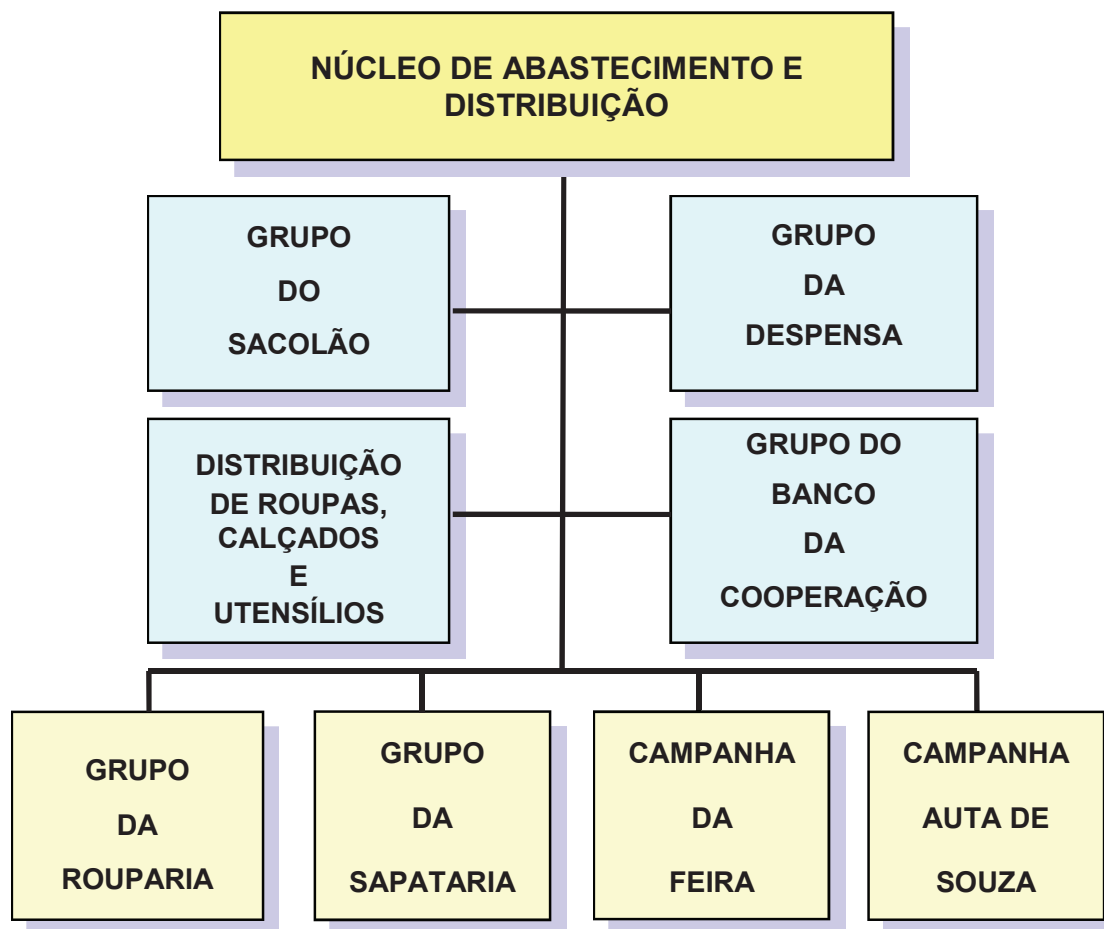 NÚCLEO DE ABASTECIMENTO E
DISTRIBUIÇÃO
GRUPO
DO
SACOLÃO
GRUPO
DA
DESPENSA
DISTRIBUIÇÃO
DE ROUPAS,
CALÇADOS
E
UTENSÍLIOS
GRUPO DO
BANCO
DA
COOPERAÇÃO
GRUPO
DA
ROUPARIA
GRUPO
DA
SAPATARIA
CAMPANHA
DA
FEIRA
CAMPANHA
AUTA DE
SOUZA